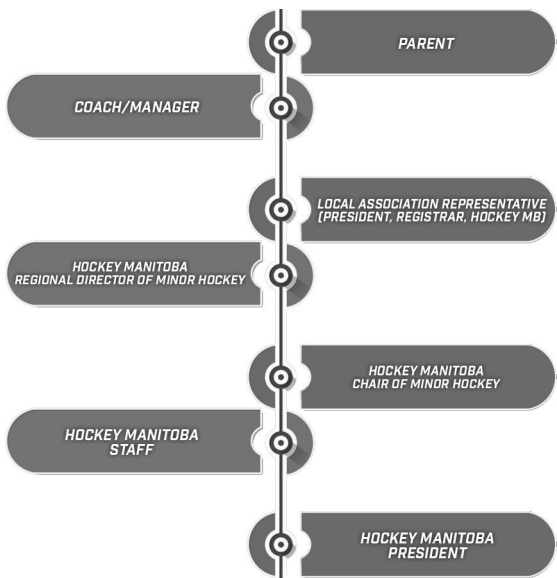 PARENT
COACH/MANAGER
LOCAL ASSOCIATION REPRESENTATIVE
(PRESIDENT, REGISTRAR, HOCKEY MB)
HOCKEY MANITOBA
REGIONAL DIRECTOR OF MINOR HOCKEY
HOCKEY MANITOBA
CHAIR OF MINOR HOCKEY
HOCKEY MANITOBA
STAFF
HOCKEY MANITOBA
PRESIDENT